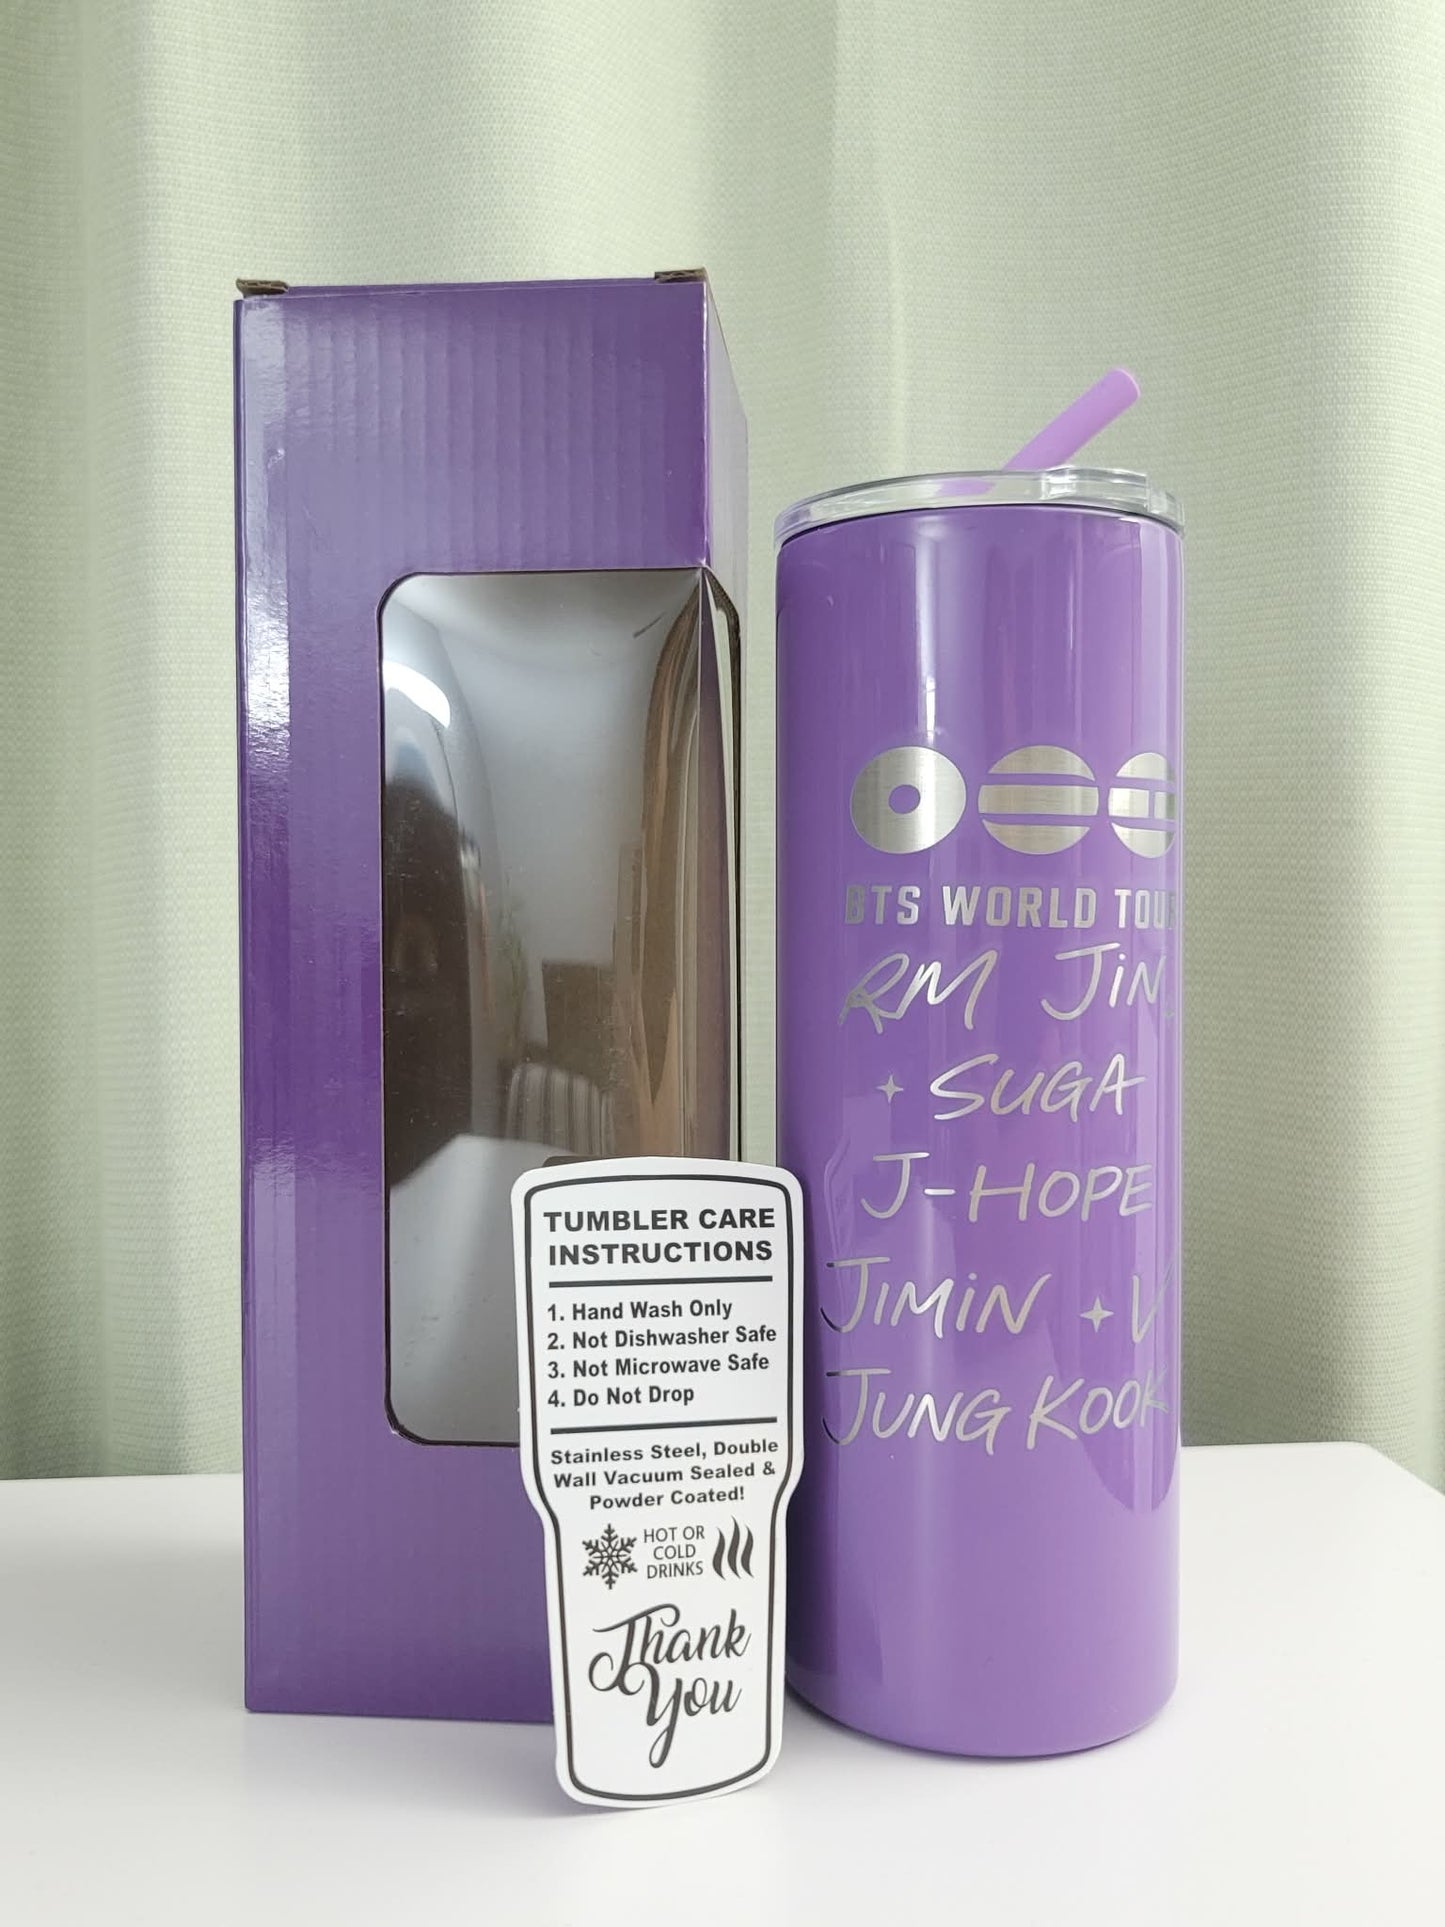 BTS WORLD TOUR
RM JIN
SUGA
J-HOPE
JIMIN V
JUNG KOOK
TUMBLER CARE
INSTRUCTIONS
1. Hand Wash Only
2. Not Dishwasher Safe
3. Not Microwave Safe
4. Do Not Drop
Stainless Steel, Double
Wall Vacuum Sealed &
Powder Coated!
HOT OR
COLD
DRINKS
Thank
You